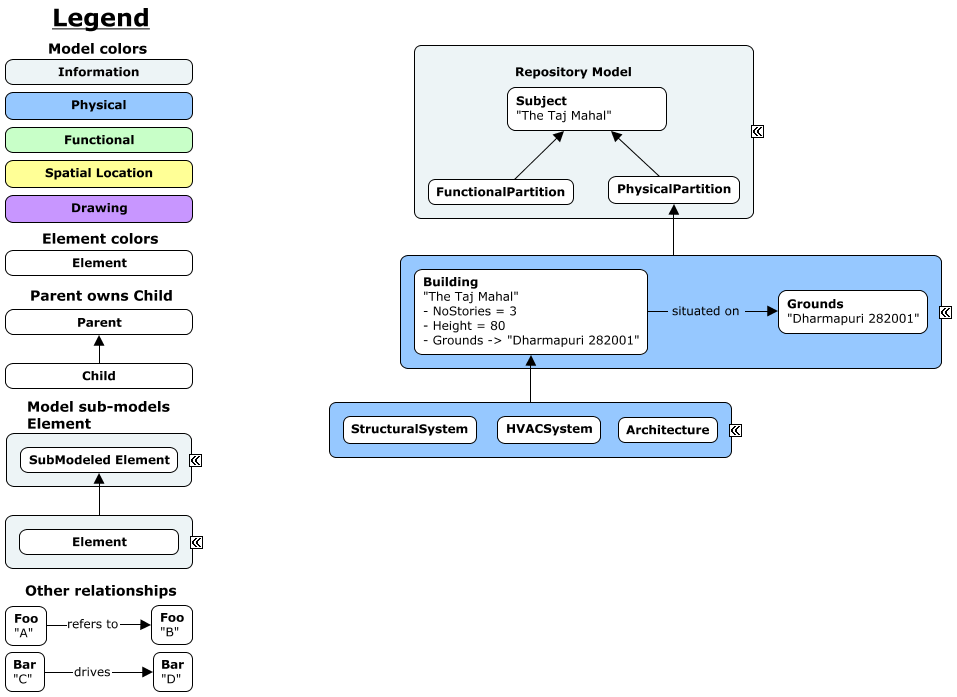 Legend
Model colors
Information
Physical
Functional
Spatial Location
Drawing
Element colors
Element
Parent owns Child
Parent
Child
Model sub-models
Element
SubModeled Element
Element
Other relationships
Foo
"A"
refers to
Foo
"B"
Bar
"C"
drives
Bar
"D"
Repository Model
Subject
"The Taj Mahal"
FunctionalPartition
PhysicalPartition
Building
"The Taj Mahal"
- NoStories = 3
- Height = 80
- Grounds -> "Dharmapuri 282001"
situated on
Grounds
"Dharmapuri 282001"
StructuralSystem
HVACSystem
Architecture